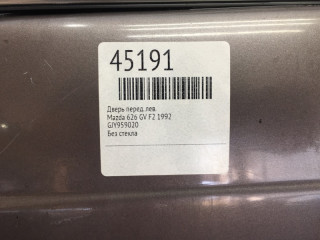 45191
Дверь перед. лев.
Mazda 626 GV F2 1992
GJY959020
Без стекла